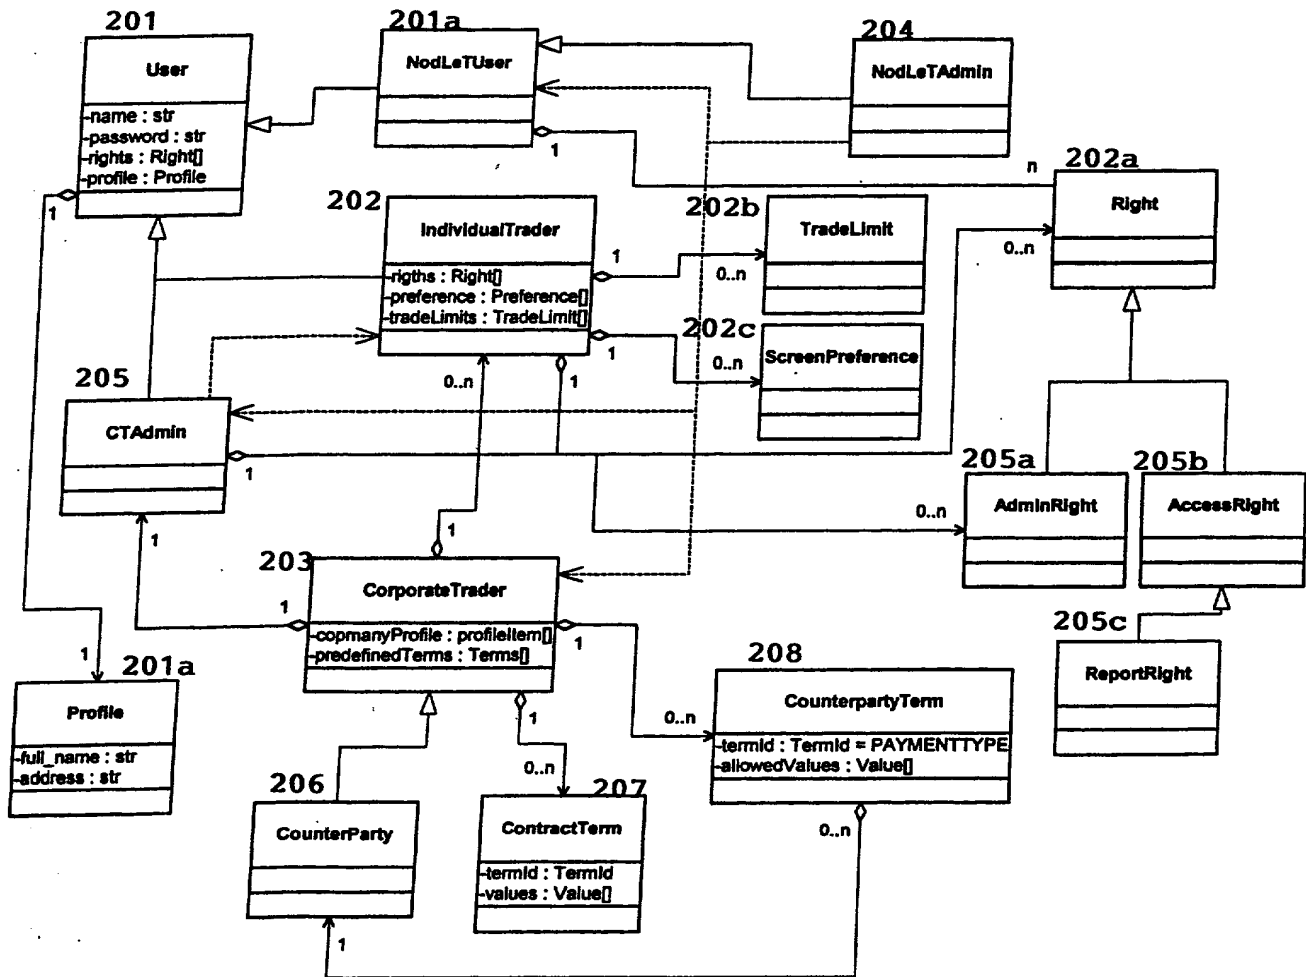 201
User
-name : str
-password : str
-rights : Right[]
-profile : Profile
1
201a
NodLeTUser
1
204
NodLeTAdmin
n
202a
Right
0..n
202
IndividualTrader
-rigths : Right[]
-preference : Preference[]
-tradeLimits : TradeLimit[]
1
0..n
202b
TradeLimit
1
0..n
202c
ScreenPreference
0..n
1
205
CTAdmin
1
1
205a
AdminRight
0..n
205b
AccessRight
205c
ReportRight
1
203
CorporateTrader
-copmanyProfile : profileItem[]
-predefinedTerms : Terms[]
1
1
1
1
201a
Profile
-full_name : str
-address : str
0..n
208
CounterpartyTerm
-termId : TermId = PAYMENTTYPE
-allowedValues : Value[]
0..n
206
CounterParty
1
0..n
207
ContractTerm
-termId : TermId
-values : Value[]